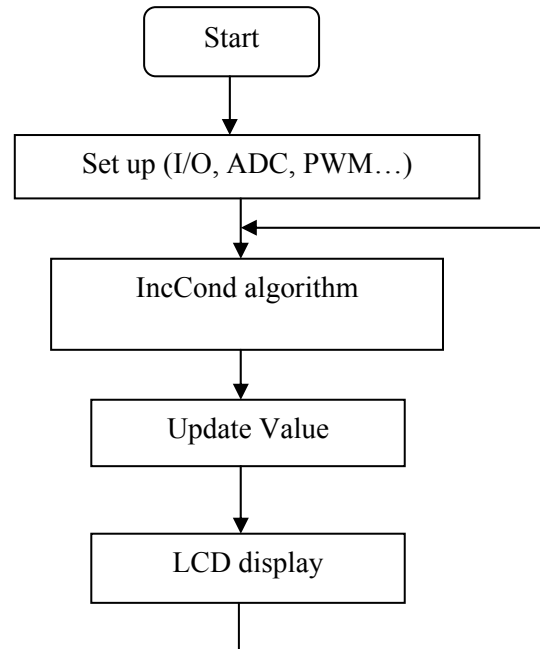 Start
Set up (I/O, ADC, PWM…)
IncCond algorithm
Update Value
LCD display